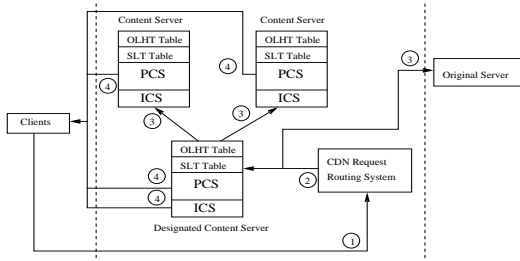 Content Server
Content Server
OLHT Table
SLT Table
PCS
ICS
OLHT Table
SLT Table
PCS
ICS
4
4
3
3
3
Original Server
Clients
OLHT Table
SLT Table
PCS
ICS
4
4
2
CDN Request
Routing System
Designated Content Server
1